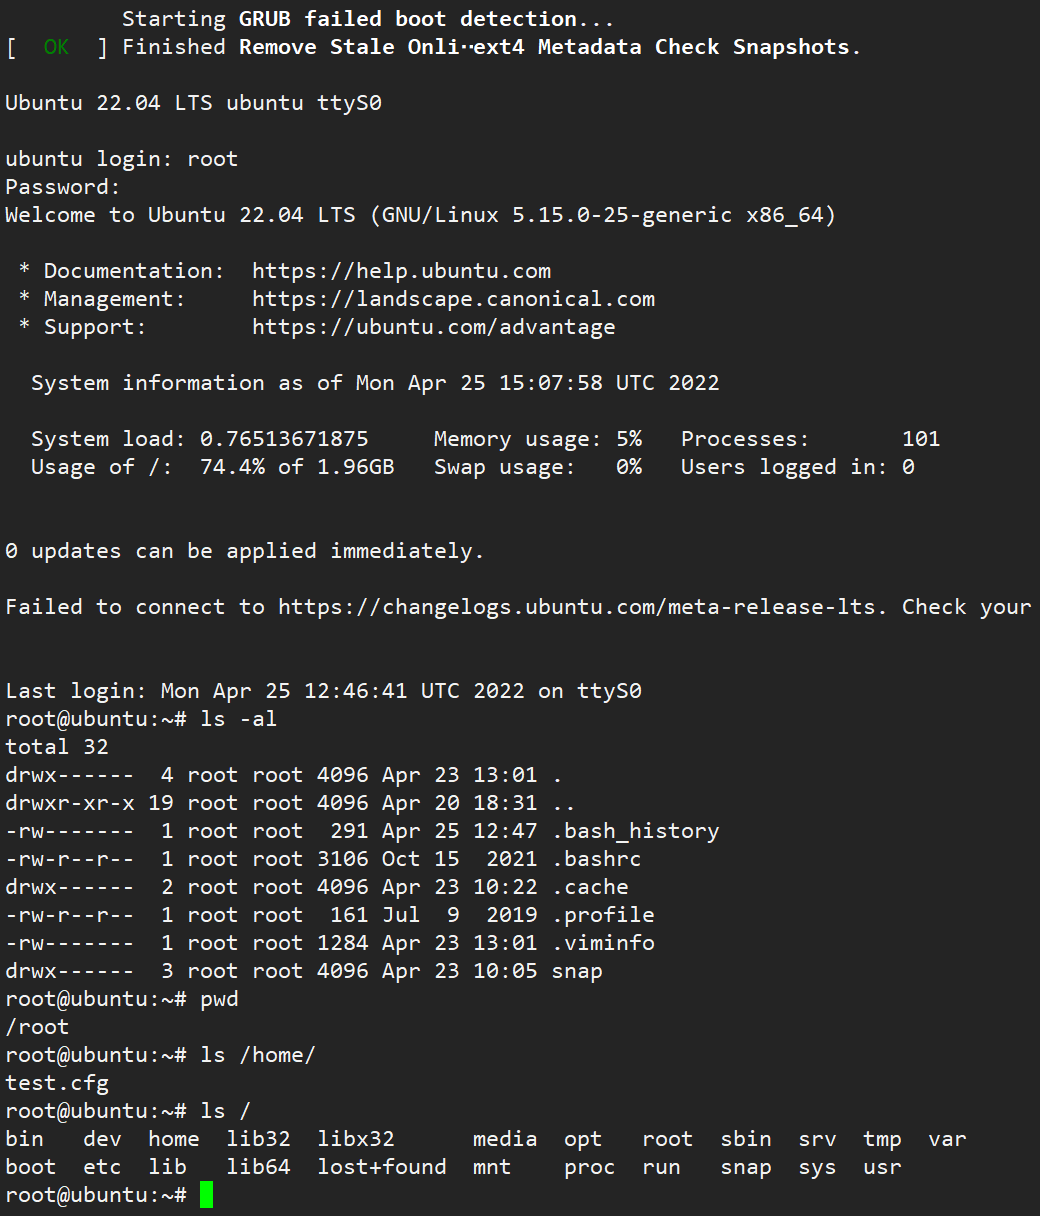 Starting GRUB failed boot detection...
[  OK  ] Finished Remove Stale Onli··ext4 Metadata Check Snapshots.
Ubuntu 22.04 LTS ubuntu ttyS0
ubuntu login: root
Password:
Welcome to Ubuntu 22.04 LTS (GNU/Linux 5.15.0-25-generic x86_64)
 * Documentation:  https://help.ubuntu.com
 * Management:     https://landscape.canonical.com
 * Support:        https://ubuntu.com/advantage
  System information as of Mon Apr 25 15:07:58 UTC 2022
  System load: 0.76513671875     Memory usage: 5%   Processes:       101
  Usage of /:  74.4% of 1.96GB   Swap usage:   0%   Users logged in: 0
0 updates can be applied immediately.
Failed to connect to https://changelogs.ubuntu.com/meta-release-lts. Check your
Last login: Mon Apr 25 12:46:41 UTC 2022 on ttyS0
root@ubuntu:~# ls -al
total 32
drwx------  4 root root 4096 Apr 23 13:01 .
drwxr-xr-x 19 root root 4096 Apr 20 18:31 ..
-rw-------  1 root root  291 Apr 25 12:47 .bash_history
-rw-r--r--  1 root root 3106 Oct 15  2021 .bashrc
drwx------  2 root root 4096 Apr 23 10:22 .cache
-rw-r--r--  1 root root  161 Jul  9  2019 .profile
-rw-------  1 root root 1284 Apr 23 13:01 .viminfo
drwx------  3 root root 4096 Apr 23 10:05 snap
root@ubuntu:~# pwd
/root
root@ubuntu:~# ls /home/
test.cfg
root@ubuntu:~# ls /
bin   dev  home  lib32  libx32      media  opt   root  sbin  srv  tmp  var
boot  etc  lib   lib64  lost+found  mnt    proc  run   snap  sys  usr
root@ubuntu:~#